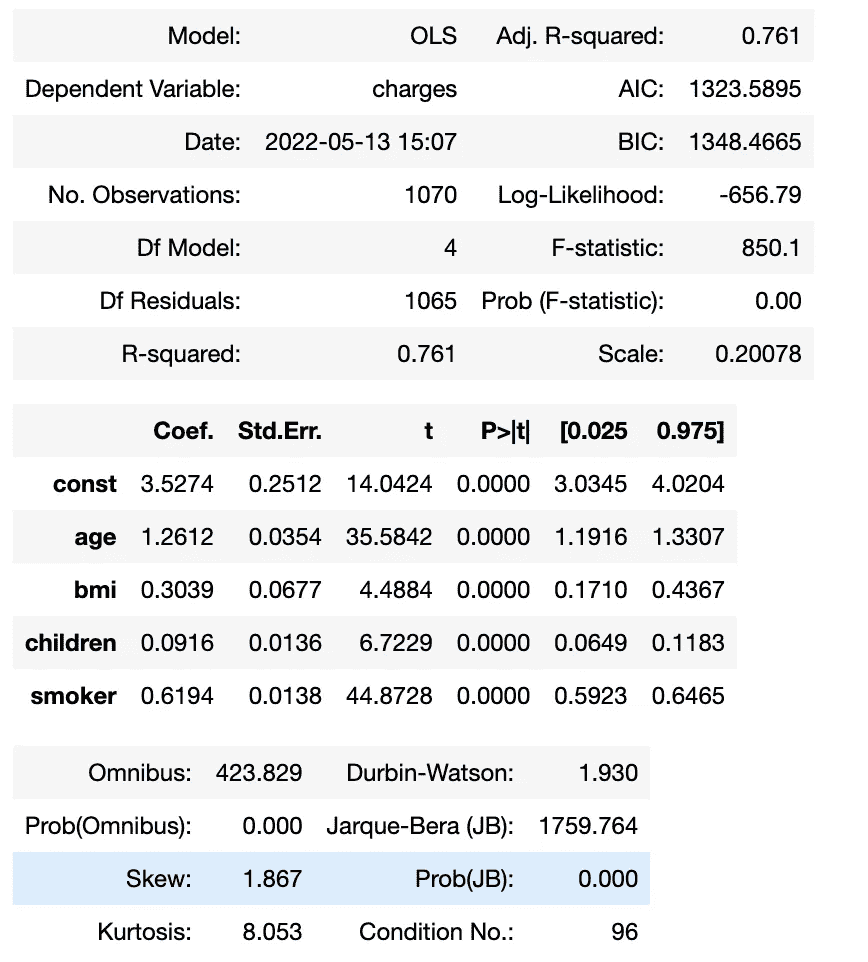 Model: OLS Adj. R-squared: 0.761
Dependent Variable: charges AIC: 1323.5895
Date: 2022-05-13 15:07 BIC: 1348.4665
No. Observations: 1070 Log-Likelihood: -656.79
Df Model: 4 F-statistic: 850.1
Df Residuals: 1065 Prob (F-statistic): 0.00
R-squared: 0.761 Scale: 0.20078
Coef. Std.Err. t P>|t| [0.025 0.975]
const 3.5274 0.2512 14.0424 0.0000 3.0345 4.0204
age 1.2612 0.0354 35.5842 0.0000 1.1916 1.3307
bmi 0.3039 0.0677 4.4884 0.0000 0.1710 0.4367
children 0.0916 0.0136 6.7229 0.0000 0.0649 0.1183
smoker 0.6194 0.0138 44.8728 0.0000 0.5923 0.6465
Omnibus: 423.829 Durbin-Watson: 1.930
Prob(Omnibus): 0.000 Jarque-Bera (JB): 1759.764
Skew: 1.867 Prob(JB): 0.000
Kurtosis: 8.053 Condition No.: 96